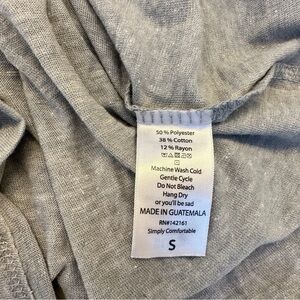 50 % Polyester
38 % Cotton
12 % Rayon
Machine Wash Cold
Gentle Cycle
Do Not Bleach
Hang Dry
or you'll be sad
MADE IN GUATEMALA
RN#142161
Simply Comfortable
S